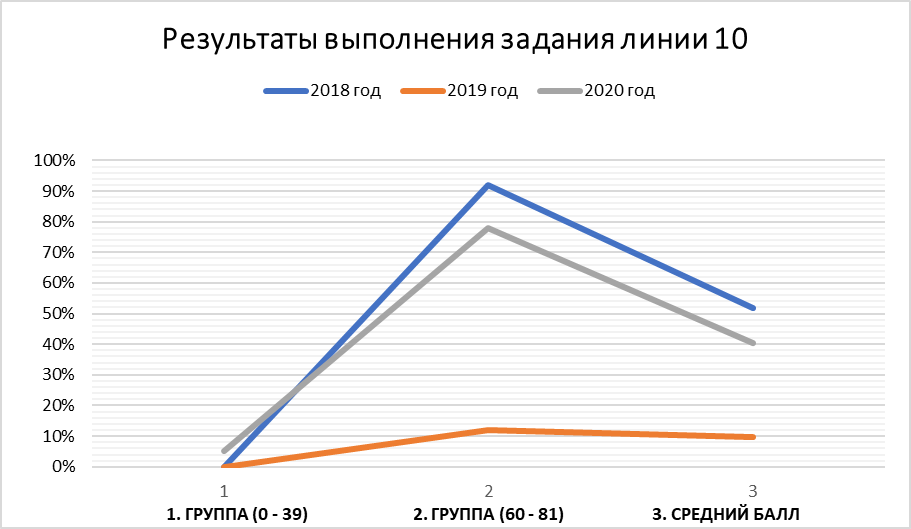 Результаты выполнения задания линии 10
2018 год 2019 год 2020 год
100%
90%
80%
70%
60%
50%
40%
30%
20%
10%
0%
1 2 3
1. ГРУППА (0 - 39) 2. ГРУППА (60 - 81) 3. СРЕДНИЙ БАЛЛ